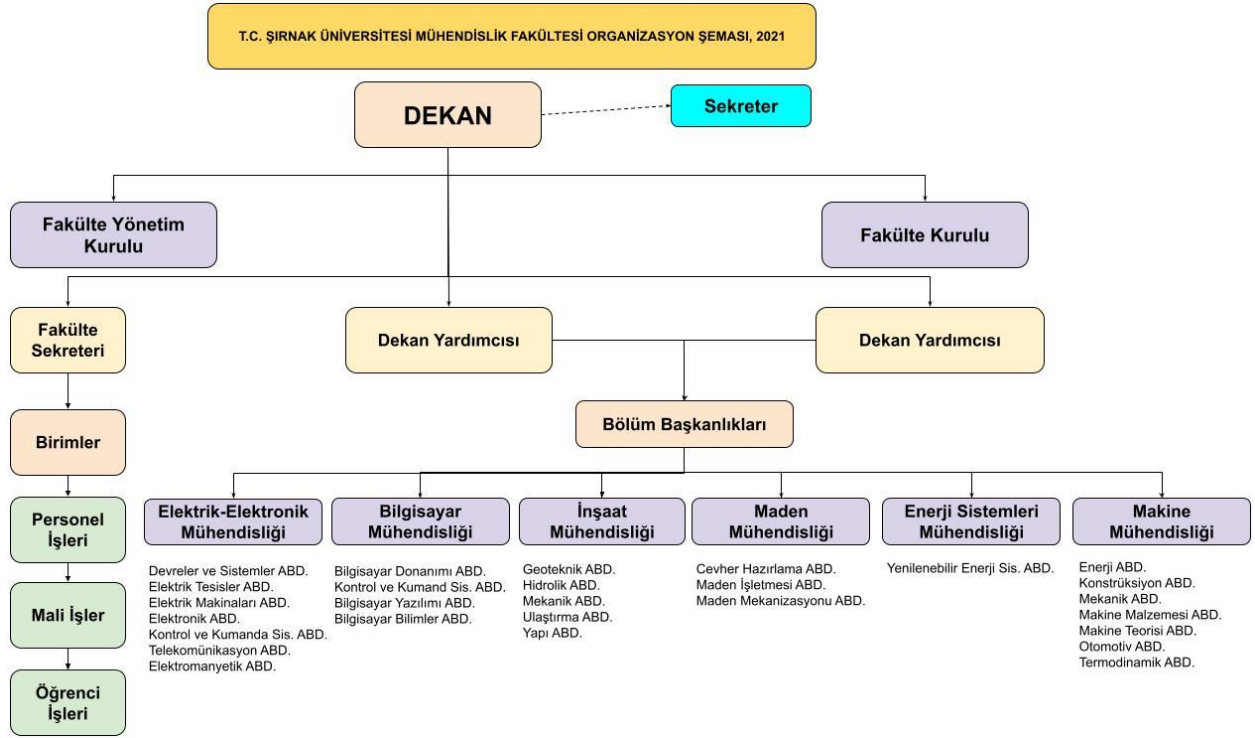 T.C. ŞIRNAK ÜNİVERSİTESİ MÜHENDİSLİK FAKÜLTESİ ORGANİZASYON ŞEMASI, 2021
DEKAN
Sekreter
Fakülte Yönetim
Kurulu
Fakülte Kurulu
Fakülte
Sekreteri
Dekan Yardımcısı
Dekan Yardımcısı
Birimler
Bölüm Başkanlıkları
Personel
İşleri
Mali İşler
Öğrenci
İşleri
Elektrik-Elektronik
Mühendisliği
Devreler ve Sistemler ABD.
Elektrik Tesisler ABD.
Elektrik Makinaları ABD.
Elektronik ABD.
Kontrol ve Kumanda Sis. ABD.
Telekomünikasyon ABD.
Elektromanyetik ABD.
Bilgisayar
Mühendisliği
Bilgisayar Donanımı ABD.
Kontrol ve Kumand Sis. ABD.
Bilgisayar Yazılımı ABD.
Bilgisayar Bilimler ABD.
İnşaat
Mühendisliği
Geoteknik ABD.
Hidrolik ABD.
Mekanik ABD.
Ulaştırma ABD.
Yapı ABD.
Maden
Mühendisliği
Cevher Hazırlama ABD.
Maden İşletmesi ABD.
Maden Mekanizasyonu ABD.
Enerji Sistemleri
Mühendisliği
Yenilenebilir Enerji Sis. ABD.
Makine
Mühendisliği
Enerji ABD.
Konstrüksiyon ABD.
Mekanik ABD.
Makine Malzemesi ABD.
Makine Teorisi ABD.
Otomotiv ABD.
Termodinamik ABD.